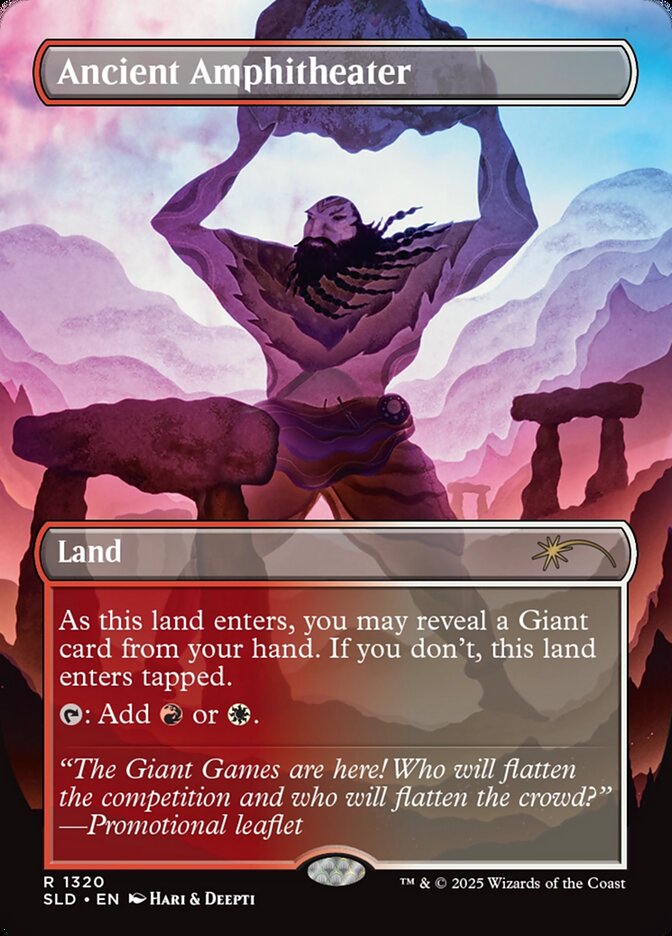 Ancient Amphitheater
Land
As this land enters, you may reveal a Giant
card from your hand. If you don't, this land
enters tapped.
: Add or .
“The Giant Games are here! Who will flatten
the competition and who will flatten the crowd?”
—Promotional leaflet
R 1320
SLD • EN Hari & Deepti
™ & © 2025 Wizards of the Coast